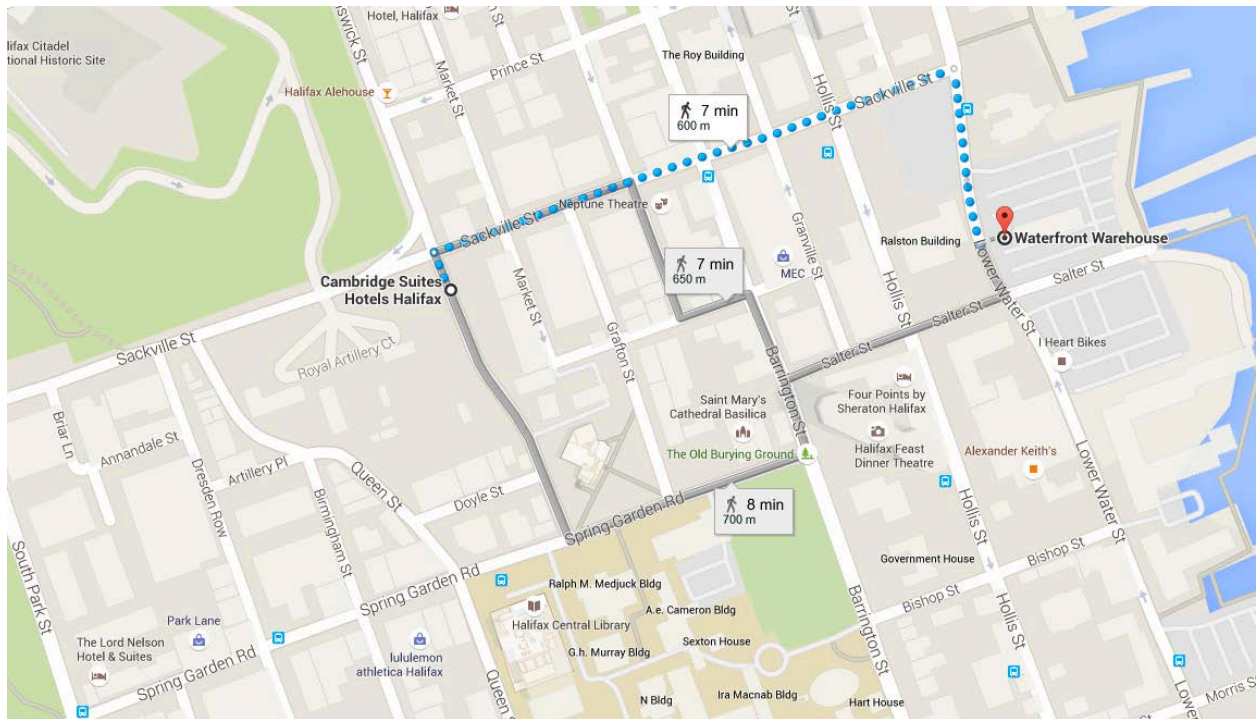 Hotel, Halifax
lifax Citadel
tional Historic Site
swick St
Market St
Prince St
The Roy Building
Hollis St
Halifax Alehouse
Sackville St
7 min
600 m
Neptune Theatre
Sackville St
Granville St
Ralston Building
Waterfront Warehouse
7 min
650 m
MEC
Lower Water St
Salter St
Cambridge Suites
Hotels Halifax
Market St
Hollis St
Salter St
Sackville St
Royal Artillery Ct
Grafton St
Barrington St
Salter St
I Heart Bikes
Briar Ln
Saint Mary's
Cathedral Basilica
Four Points by
Sheraton Halifax
Annandale St
The Old Burying Ground
Halifax Feast
Dinner Theatre
Alexander Keith's
Artillery Pl
Dresden Row
Queen St
Doyle St
Birmingham St
8 min
700 m
Spring Garden Rd
Hollis St
Lower Water St
South Park St
Spring Garden Rd
Government House
Bishop St
Ralph M. Medjuck Bldg
Barrington St
Bishop St
Park Lane
Halifax Central Library
A.e. Cameron Bldg
The Lord Nelson
Hotel & Suites
lululemon
athletica Halifax
G.h. Murray Bldg
Sexton House
Hollis St
Spring Garden Rd
Queen St
N Bldg
Ira Macnab Bldg
Hart House
Lower
Morris St